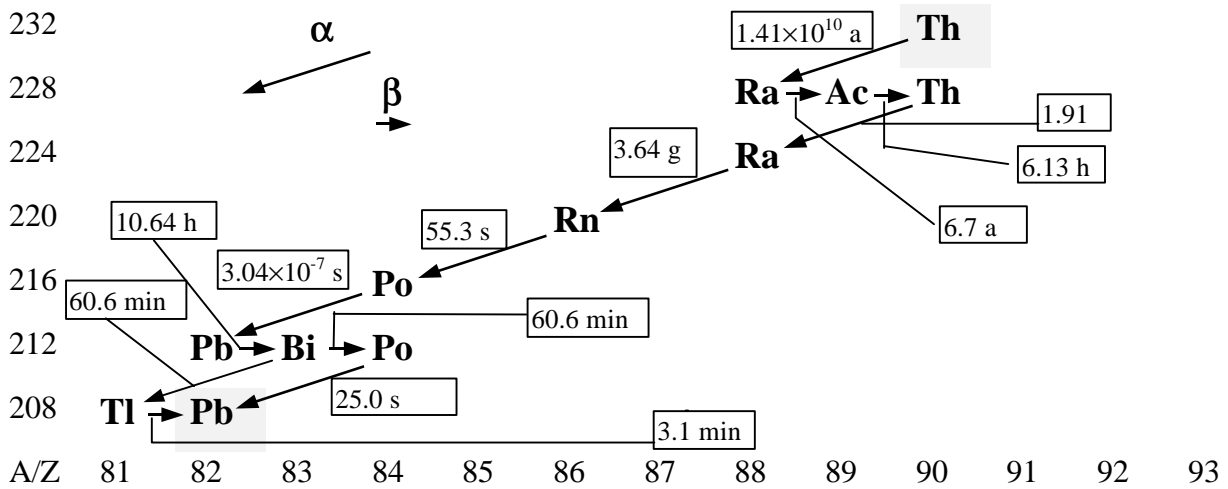 232 α 1.41×10¹⁰ a Th
228 β Ra Ac Th
1.91
224 3.64 g Ra
6.13 h
220 10.64 h 55.3 s Rn
6.7 a
216 3.04×10⁻⁷ s Po
60.6 min 60.6 min
212 Pb Bi Po
208 Tl Pb 25.0 s
3.1 min
A/Z 81 82 83 84 85 86 87 88 89 90 91 92 93